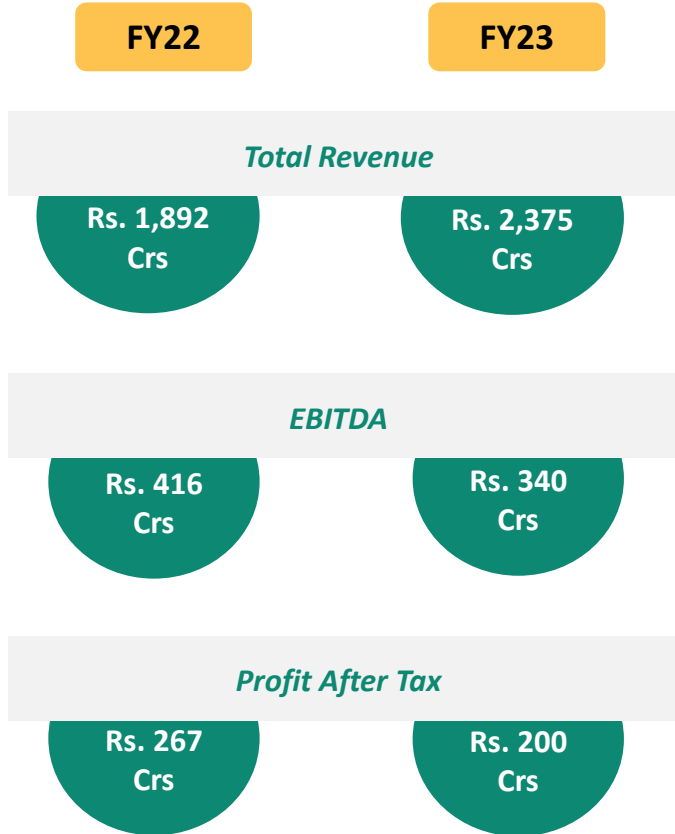 FY22
FY23
Total Revenue
Rs. 1,892
Crs
Rs. 2,375
Crs
EBITDA
Rs. 416
Crs
Rs. 340
Crs
Profit After Tax
Rs. 267
Crs
Rs. 200
Crs